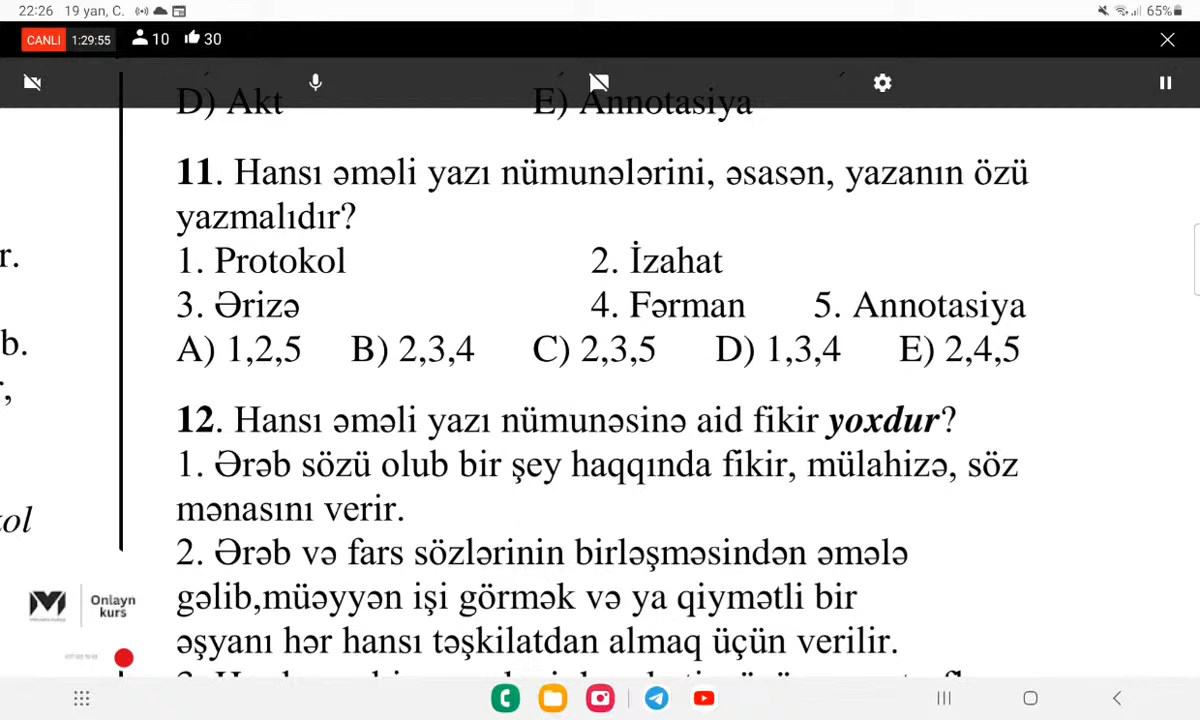 22:26 19 yan, C. 65%
CANLI 1:29:55 10 30
D) Akt E) Annotasiya
11. Hansı əməli yazı nümunələrini, əsasən, yazanın özü
yazmalıdır?
r.
1. Protokol 2. İzahat
3. Ərizə 4. Fərman 5. Annotasiya
b.
A) 1,2,5 B) 2,3,4 C) 2,3,5 D) 1,3,4 E) 2,4,5
12. Hansı əməli yazı nümunəsinə aid fikir yoxdur?
1. Ərəb sözü olub bir şey haqqında fikir, mülahizə, söz
mənasını verir.
ol
2. Ərəb və fars sözlərinin birləşməsindən əmələ
gəlib,müəyyən işi görmək və ya qiymətli bir
əşyanı hər hansı təşkilatdan almaq üçün verilir.
Onlayn
kurs